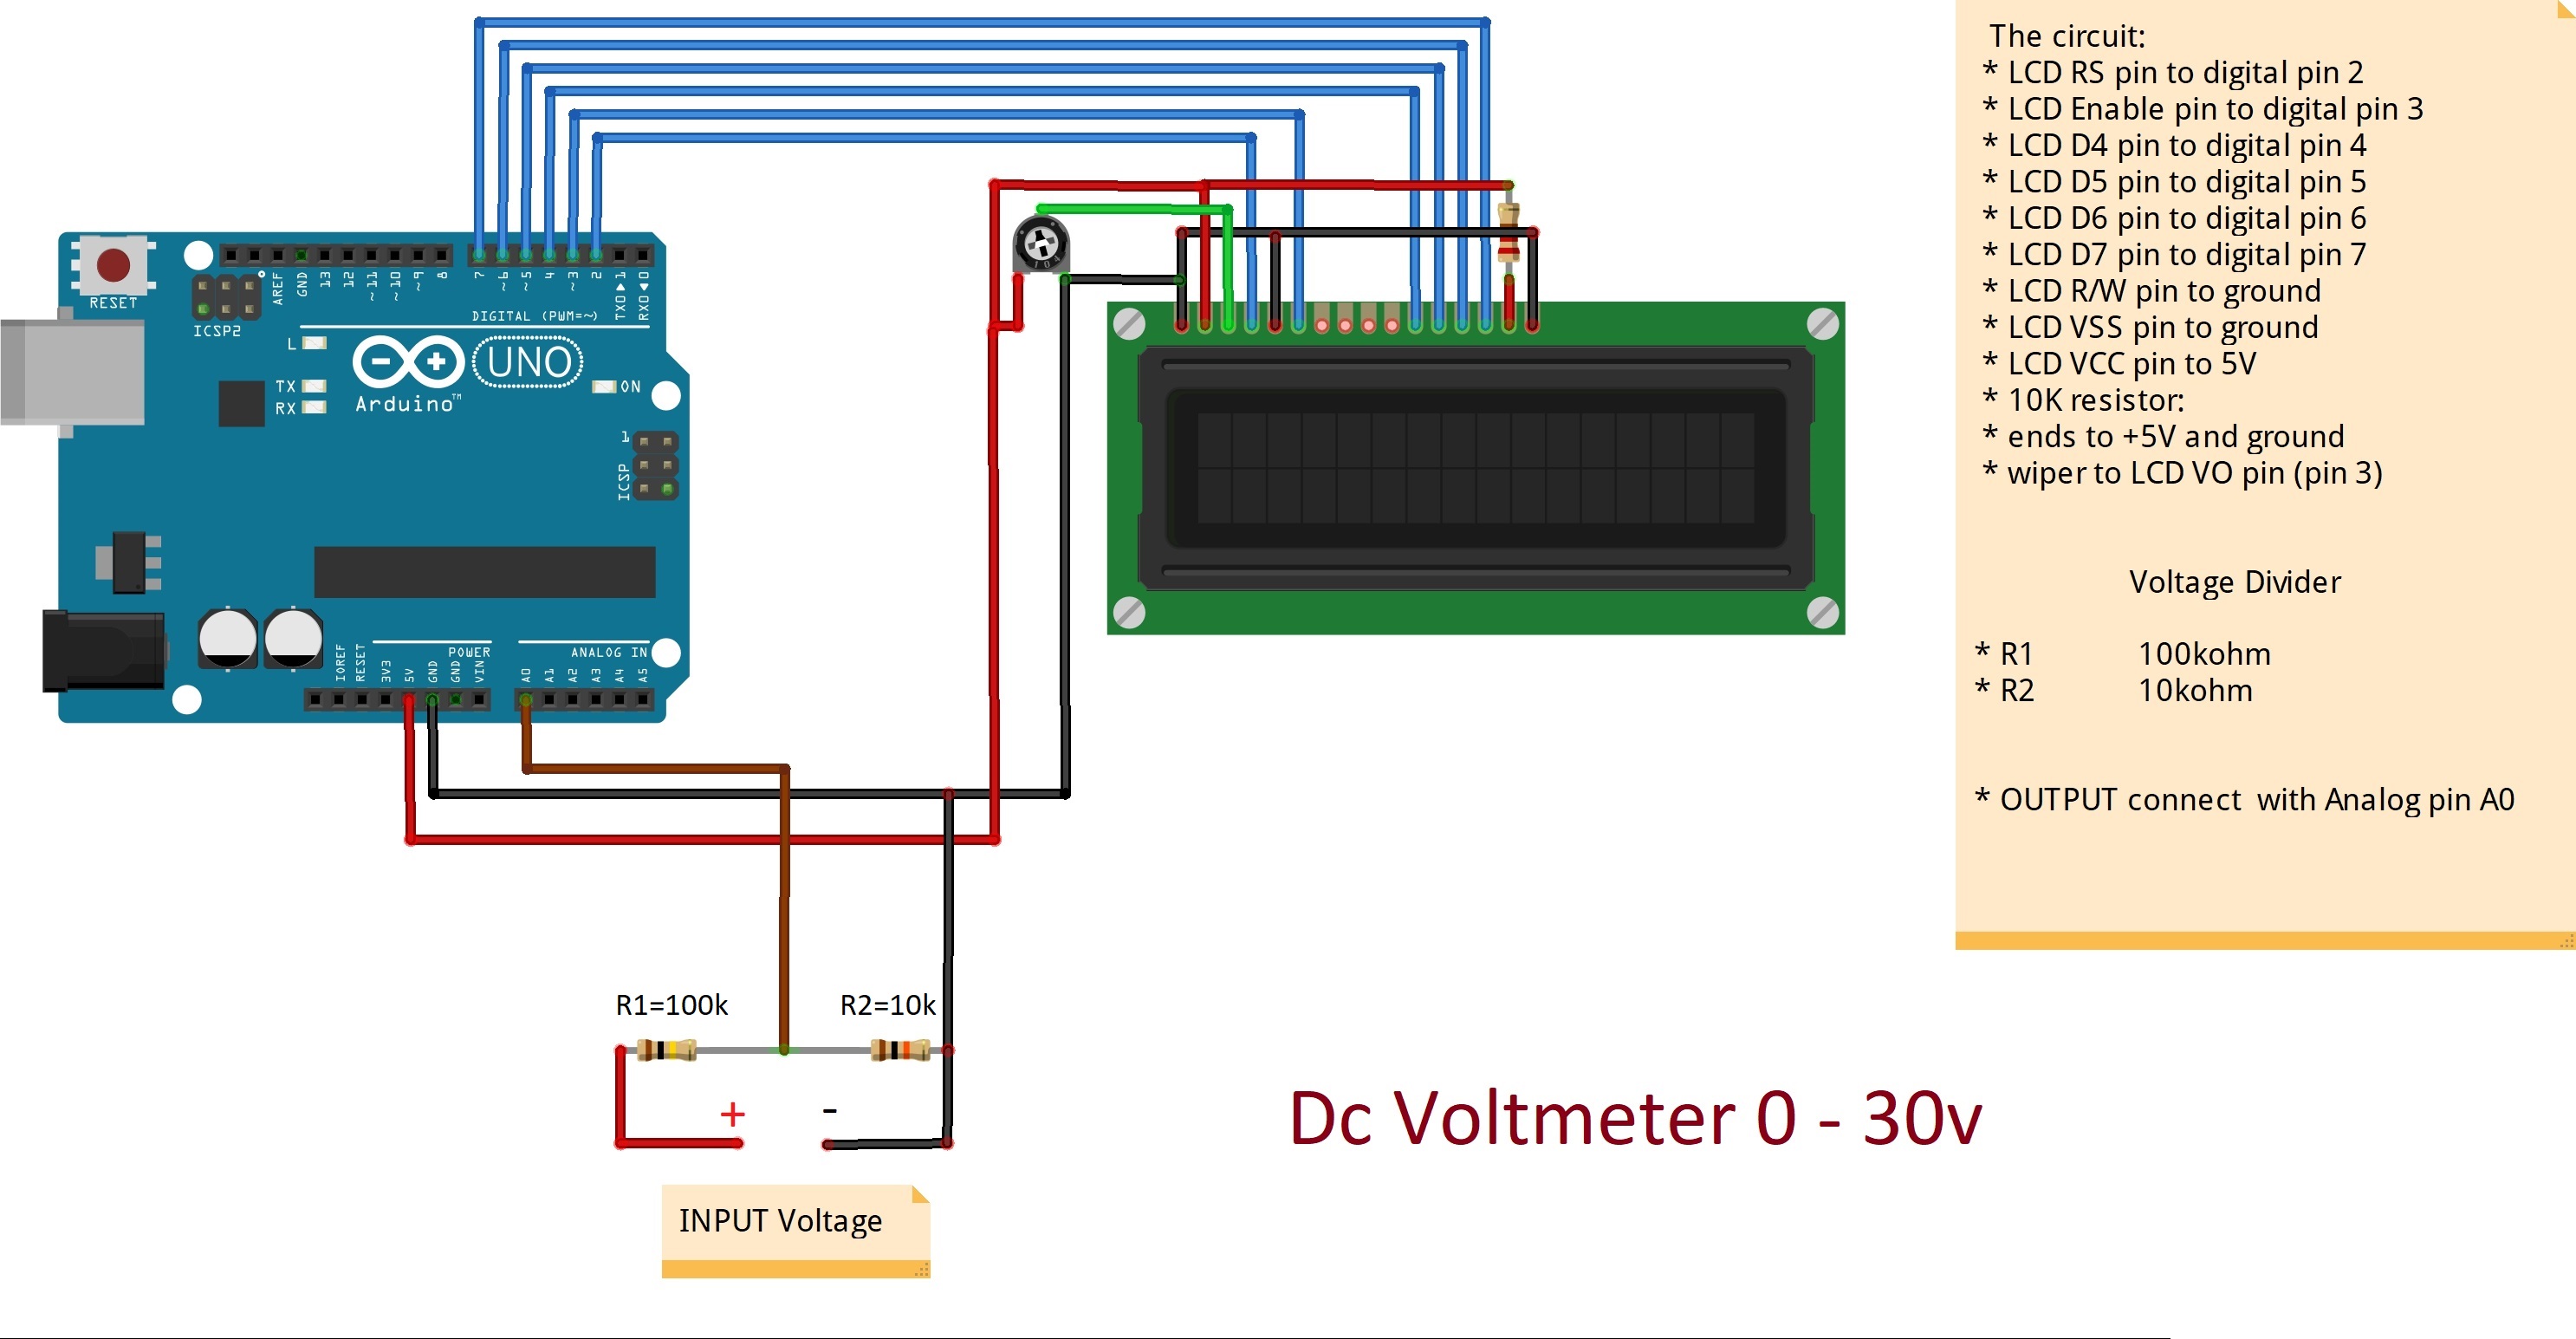 The circuit:
* LCD RS pin to digital pin 2
* LCD Enable pin to digital pin 3
* LCD D4 pin to digital pin 4
* LCD D5 pin to digital pin 5
* LCD D6 pin to digital pin 6
* LCD D7 pin to digital pin 7
* LCD R/W pin to ground
* LCD VSS pin to ground
* LCD VCC pin to 5V
* 10K resistor:
* ends to +5V and ground
* wiper to LCD VO pin (pin 3)
Voltage Divider
* R1 100kohm
* R2 10kohm
* OUTPUT connect with Analog pin A0
RESET
ICSP2
AREF
GND
13
12
~11
~10
~9
8
7
~6
~5
4
~3
2
TX0▶1
RX0◀0
DIGITAL (PWM=~)
L
TX
RX
- +
UNO
Arduino™
ON
1
ICSP
104
POWER
ANALOG IN
IOREF
RESET
3V3
5V
GND
GND
VIN
A0
A1
A2
A3
A4
A5
R1=100k
R2=10k
+ -
INPUT Voltage
Dc Voltmeter 0 - 30v